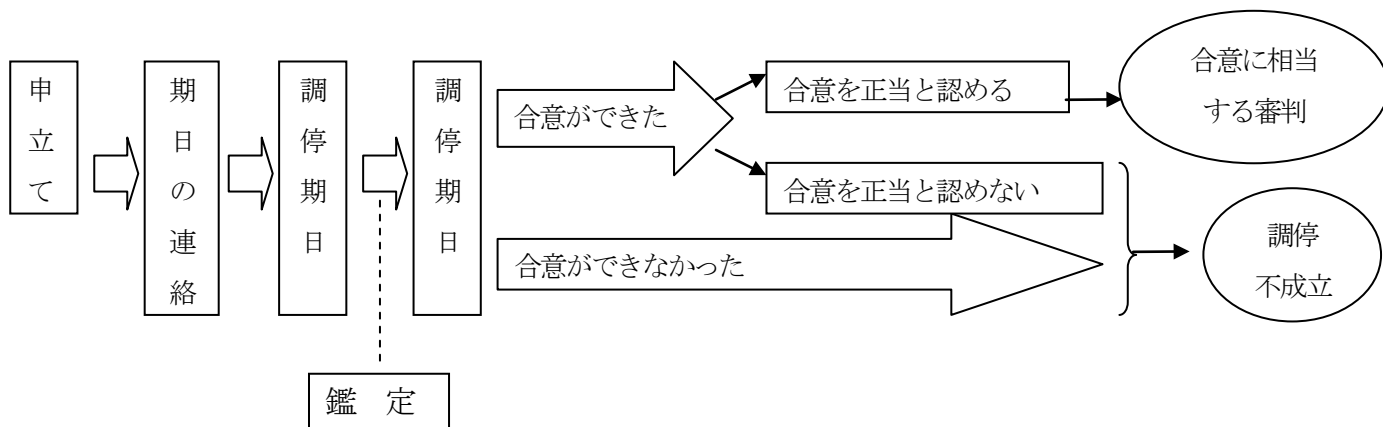 申立て
期日の連絡
調停期日
調停期日
合意ができた
合意を正当と認める
合意に相当
する審判
合意を正当と認めない
合意ができなかった
調停
不成立
鑑　定